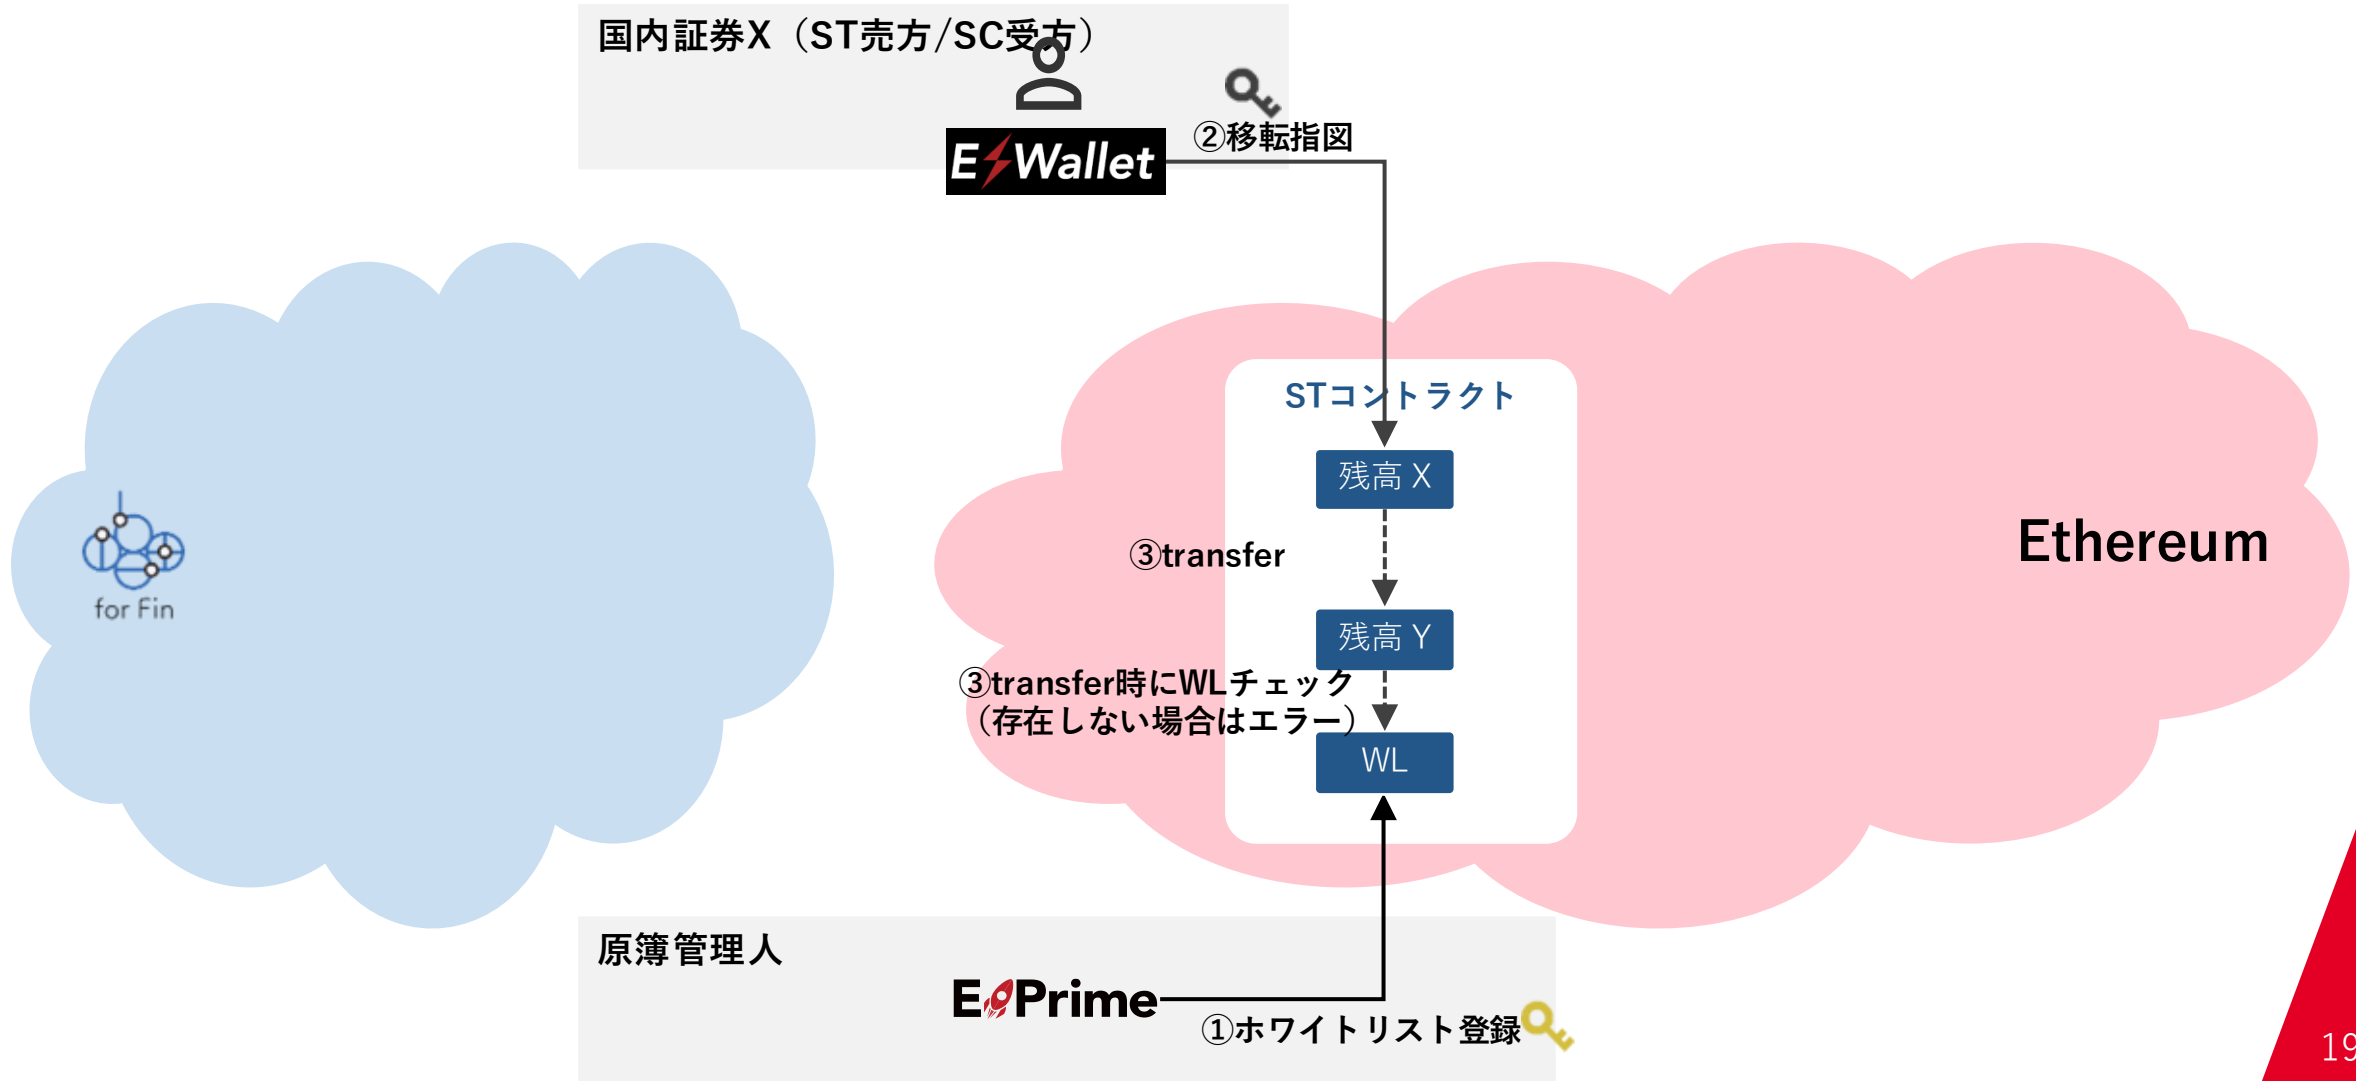 国内証券X（ST売方/SC受方）
E Wallet
②移転指図
STコントラクト
残高 X
③transfer
残高 Y
③transfer時にWLチェック
（存在しない場合はエラー）
WL
for Fin
Ethereum
原簿管理人
E Prime
①ホワイトリスト登録
19